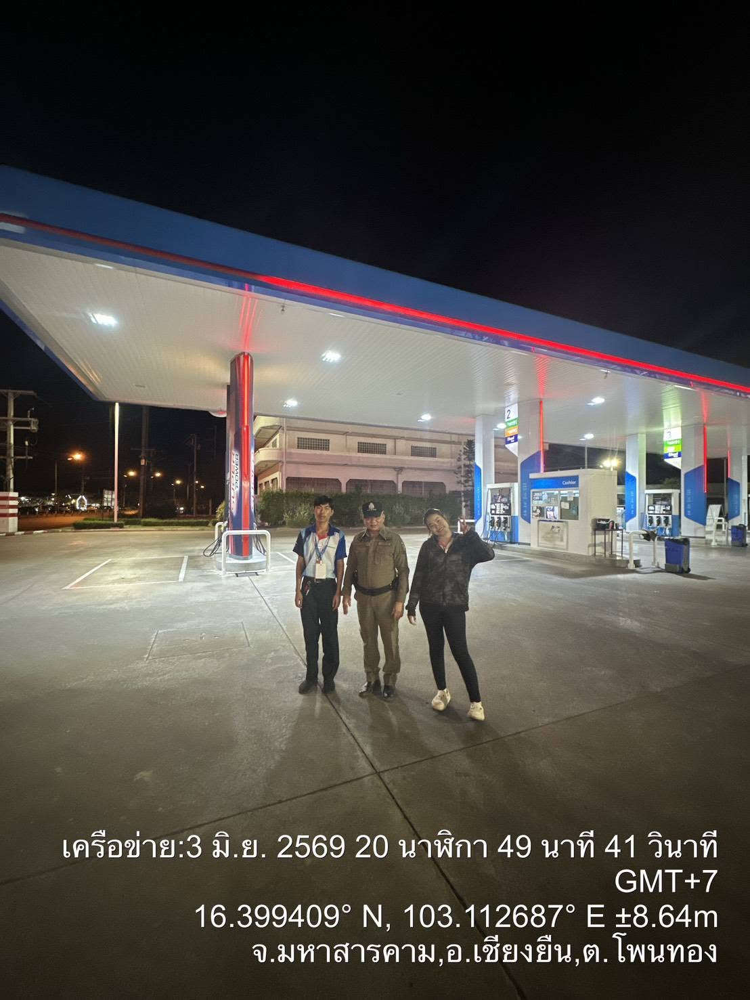 2
Cashier
เครือข่าย:3 มิ.ย. 2569 20 นาฬิกา 49 นาที 41 วินาที
GMT+7
16.399409° N, 103.112687° E ±8.64m
จ.มหาสารคาม,อ.เชียงยืน,ต.โพนทอง